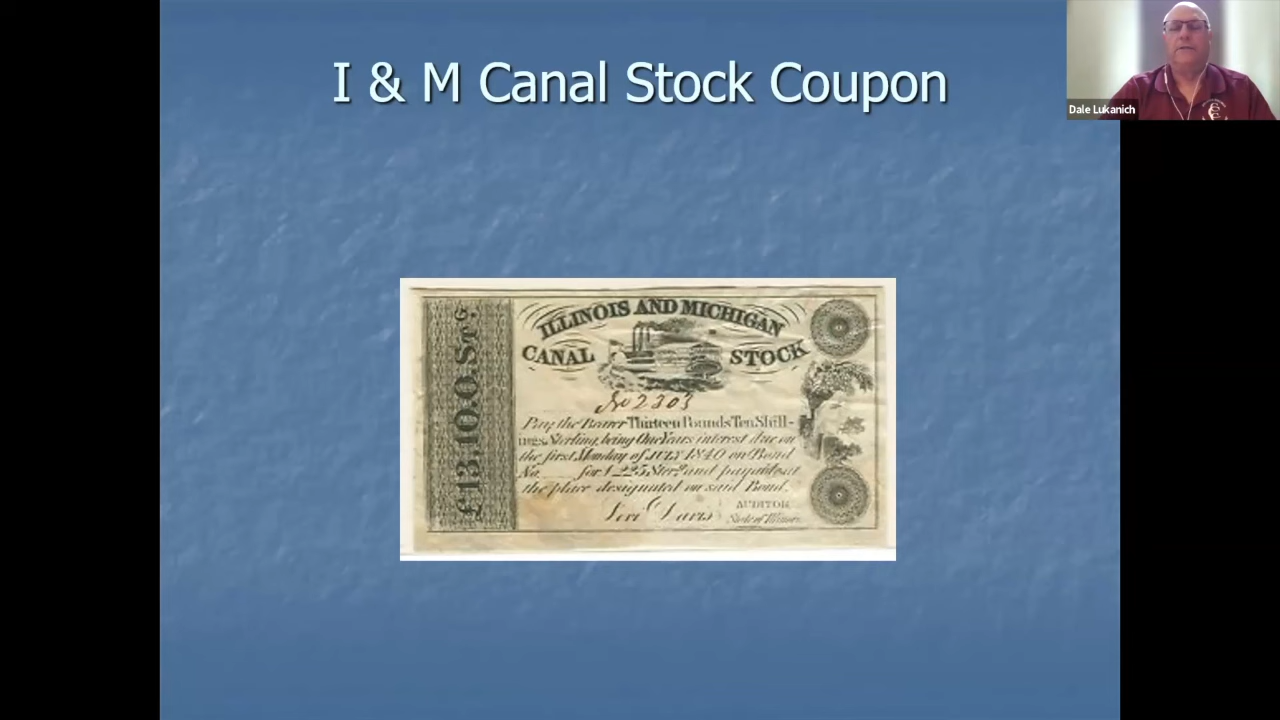 I & M Canal Stock Coupon
Dale Lukanich
£13.10.0 STG
ILLINOIS AND MICHIGAN
CANAL STOCK
No 2303
Pay the Bearer Thirteen Pounds Ten Shill-
ings, Sterling, being One Years interest due on
the first Monday of JULY 1840 on Bond
No. for £ 225, Ster.g and payable at
the place designated on said Bond.
Levi Davis
AUDITOR
State of Illinois